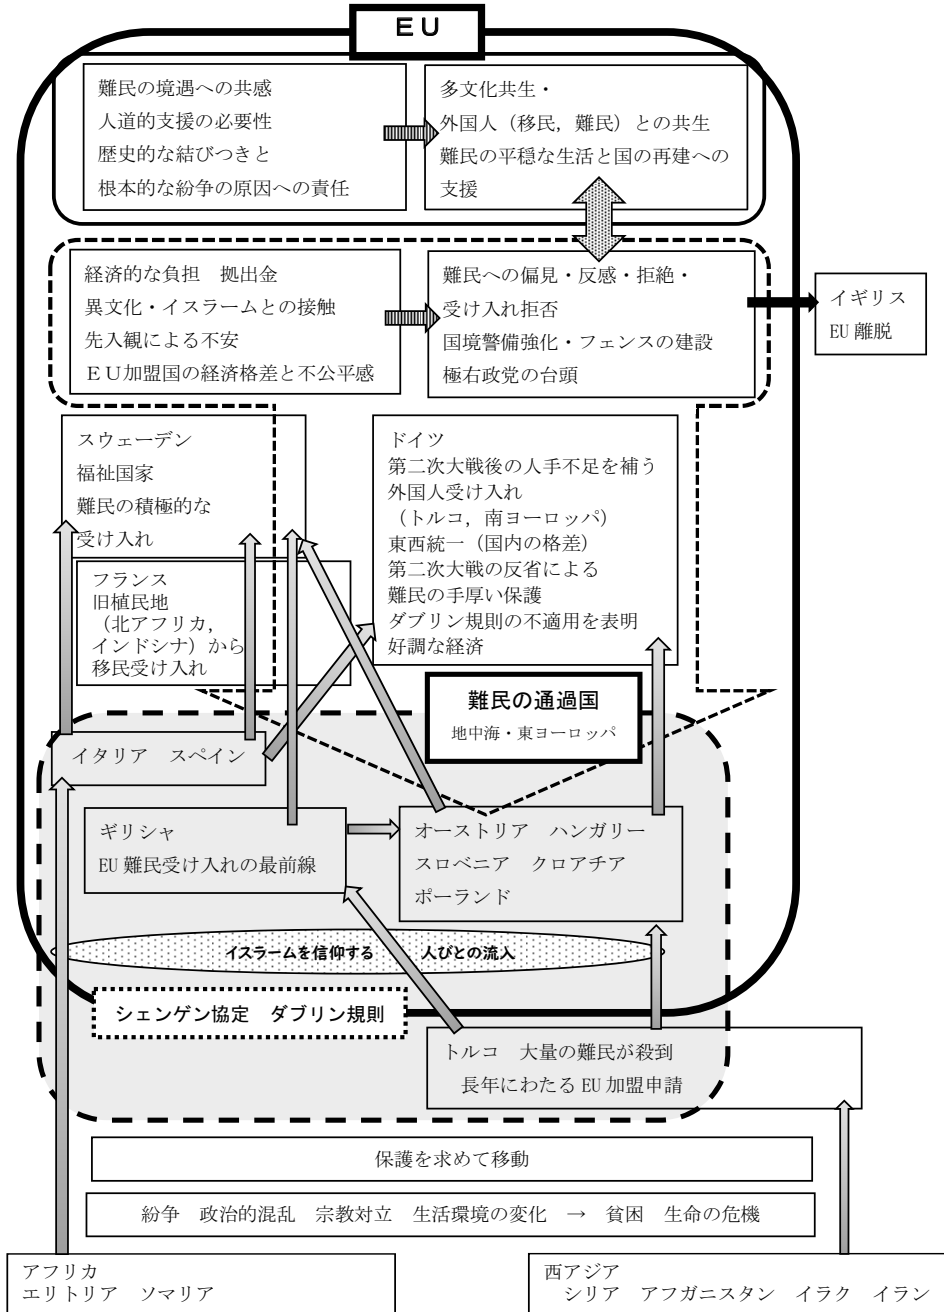 EU
難民の境遇への共感
人道的支援の必要性
歴史的な結びつきと
根本的な紛争の原因への責任
多文化共生・
外国人（移民，難民）との共生
難民の平穏な生活と国の再建への
支援
経済的な負担　拠出金
異文化・イスラームとの接触
先入観による不安
ＥＵ加盟国の経済格差と不公平感
難民への偏見・反感・拒絶・
受け入れ拒否
国境警備強化・フェンスの建設
極右政党の台頭
イギリス
EU 離脱
スウェーデン
福祉国家
難民の積極的な
受け入れ
フランス
旧植民地
（北アフリカ，
インドシナ）から
移民受け入れ
ドイツ
第二次大戦後の人手不足を補う
外国人受け入れ
（トルコ，南ヨーロッパ）
東西統一（国内の格差）
第二次大戦の反省による
難民の手厚い保護
ダブリン規則の不適用を表明
好調な経済
難民の通過国
地中海・東ヨーロッパ
イタリア　スペイン
ギリシャ
EU 難民受け入れの最前線
オーストリア　ハンガリー
スロベニア　クロアチア
ポーランド
イスラームを信仰する　人びとの流入
シェンゲン協定　ダブリン規則
トルコ　大量の難民が殺到
長年にわたる EU 加盟申請
保護を求めて移動
紛争　政治的混乱　宗教対立　生活環境の変化　→　貧困　生命の危機
アフリカ
エリトリア　ソマリア
西アジア
シリア　アフガニスタン　イラク　イラン